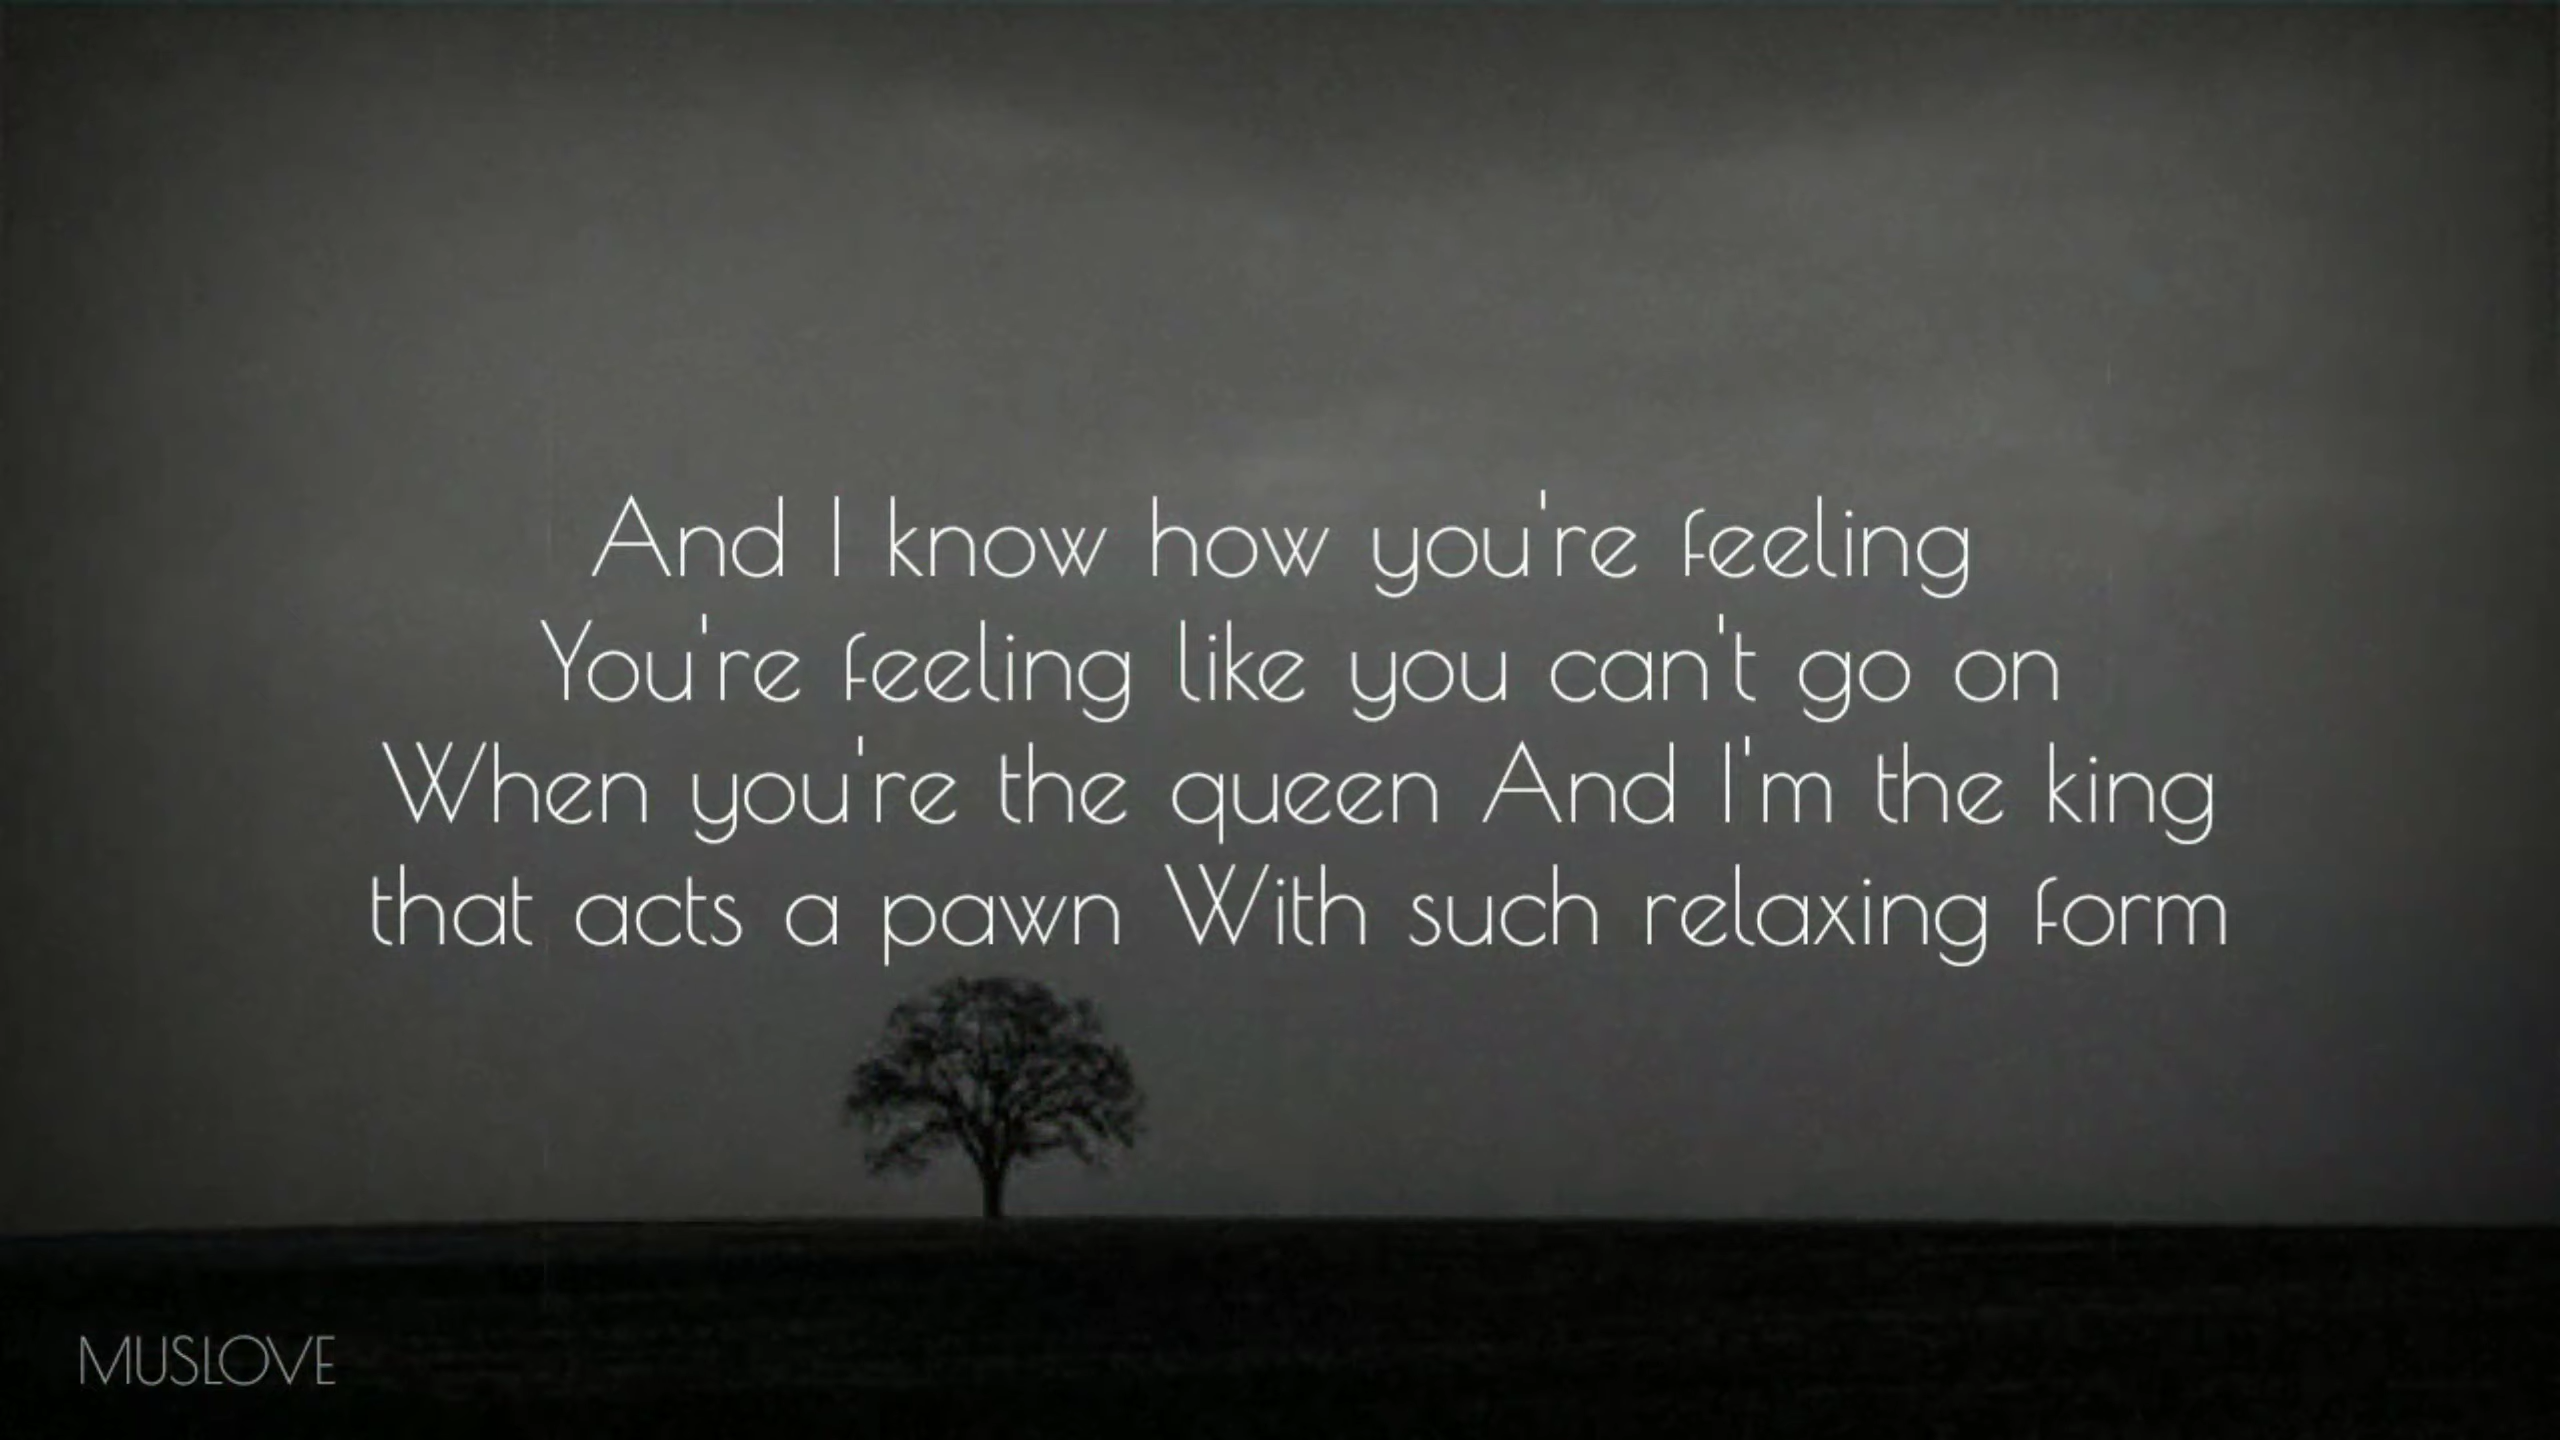 And I know how you're feeling
You're feeling like you can't go on
When you're the queen And I'm the king
that acts a pawn With such relaxing form
MUSLOVE